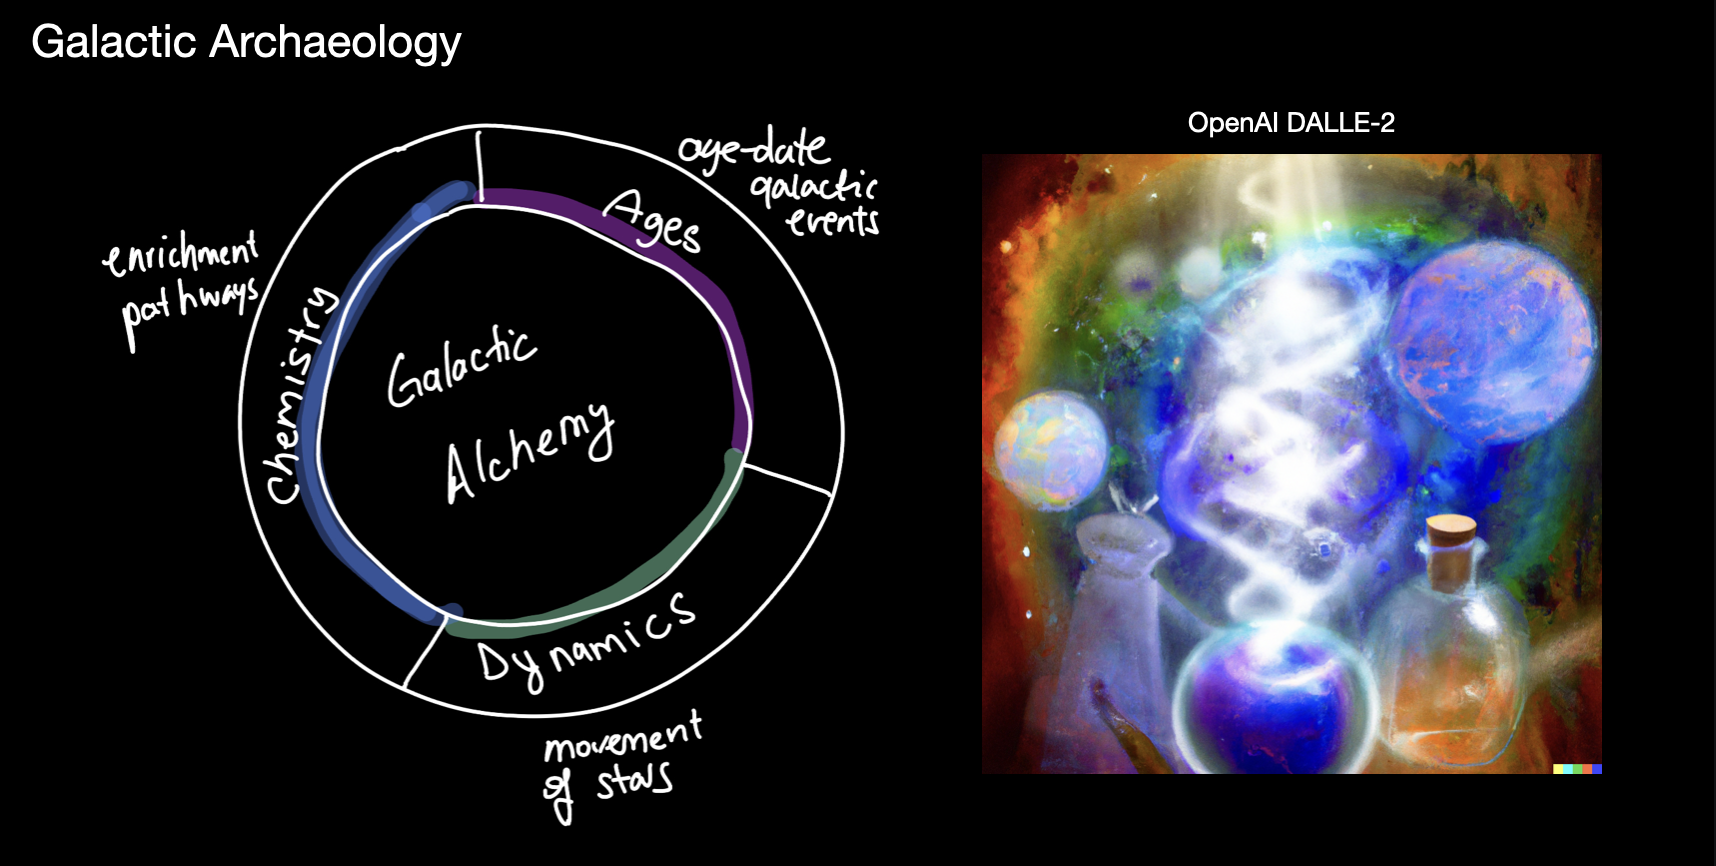 Galactic Archaeology
OpenAI DALLE-2
age-date
galactic
events
Ages
enrichment
pathways
Chemistry
Galactic
Alchemy
Dynamics
movement
of stars